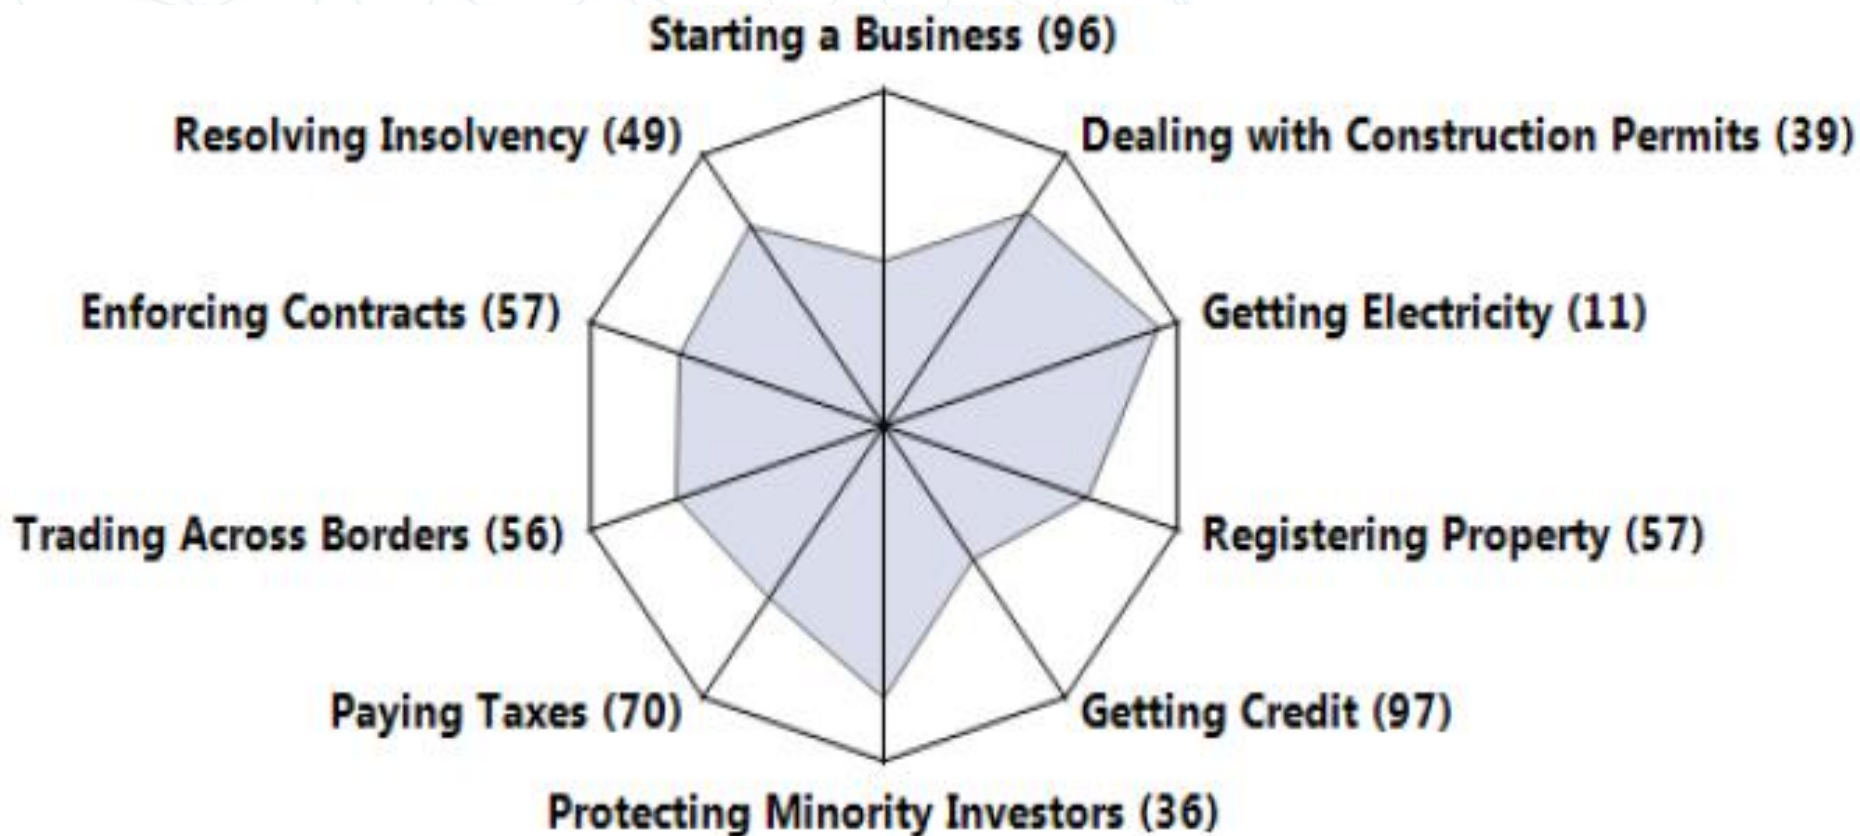 Starting a Business (96)
Resolving Insolvency (49)
Dealing with Construction Permits (39)
Enforcing Contracts (57)
Getting Electricity (11)
Trading Across Borders (56)
Registering Property (57)
Paying Taxes (70)
Getting Credit (97)
Protecting Minority Investors (36)